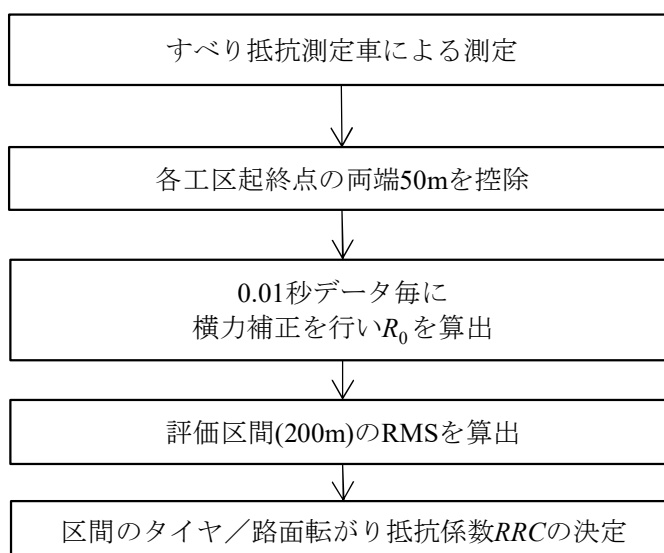 すべり抵抗測定車による測定
各工区起終点の両端50mを控除
0.01秒データ毎に
横力補正を行いR₀を算出
評価区間(200m)のRMSを算出
区間のタイヤ／路面転がり抵抗係数RRCの決定